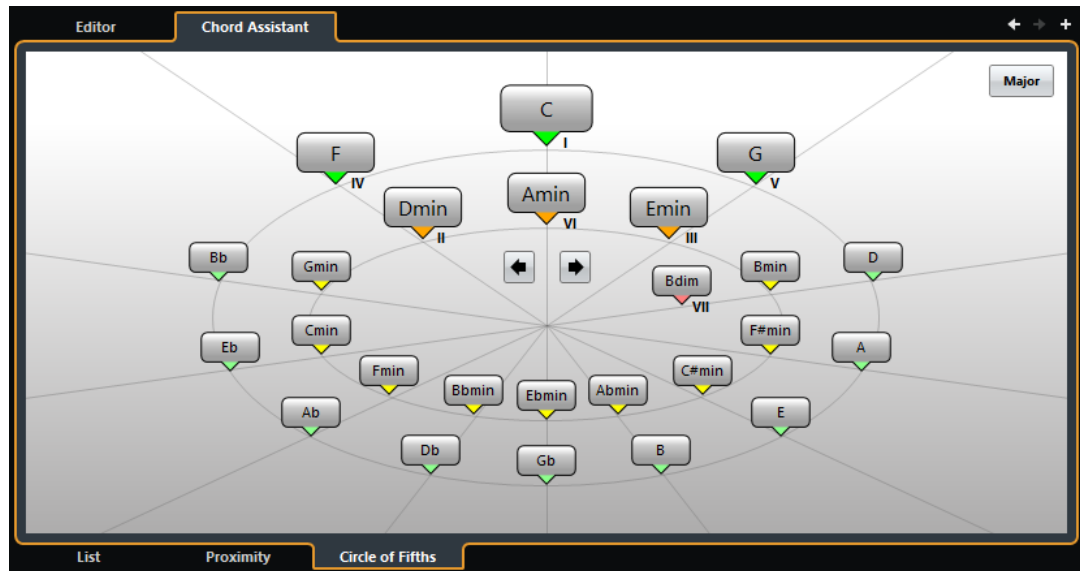 Editor Chord Assistant
Major
C
I
F G
IV V
Dmin Amin Emin
II VI III
Bb Gmin Bmin D
Bdim
VII
Eb Cmin F#min A
Fmin C#min
Bbmin Ebmin Abmin
Ab E
Db Gb B
List Proximity Circle of Fifths